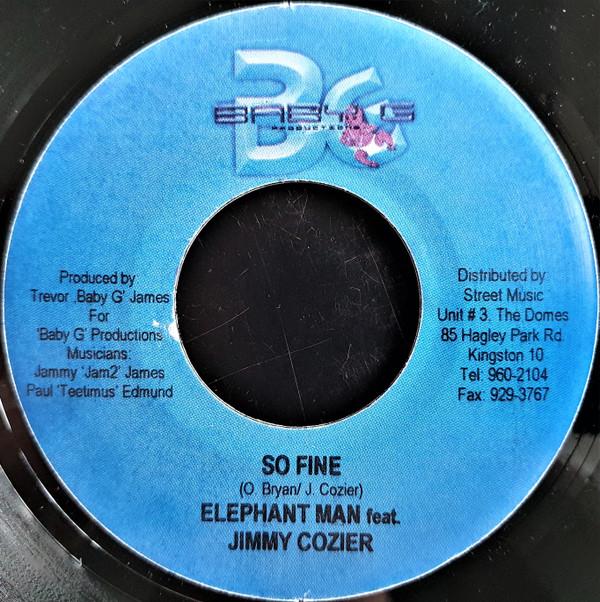 BG
BABY G
PRODUCTIONS
Produced by
Trevor ‚Baby G' James
For
'Baby G' Productions
Musicians:
Jammy 'Jam2' James
Paul 'Teetimus' Edmund
Distributed by:
Street Music
Unit # 3. The Domes
85 Hagley Park Rd.
Kingston 10
Tel: 960-2104
Fax: 929-3767
SO FINE
(O. Bryan/ J. Cozier)
ELEPHANT MAN feat.
JIMMY COZIER